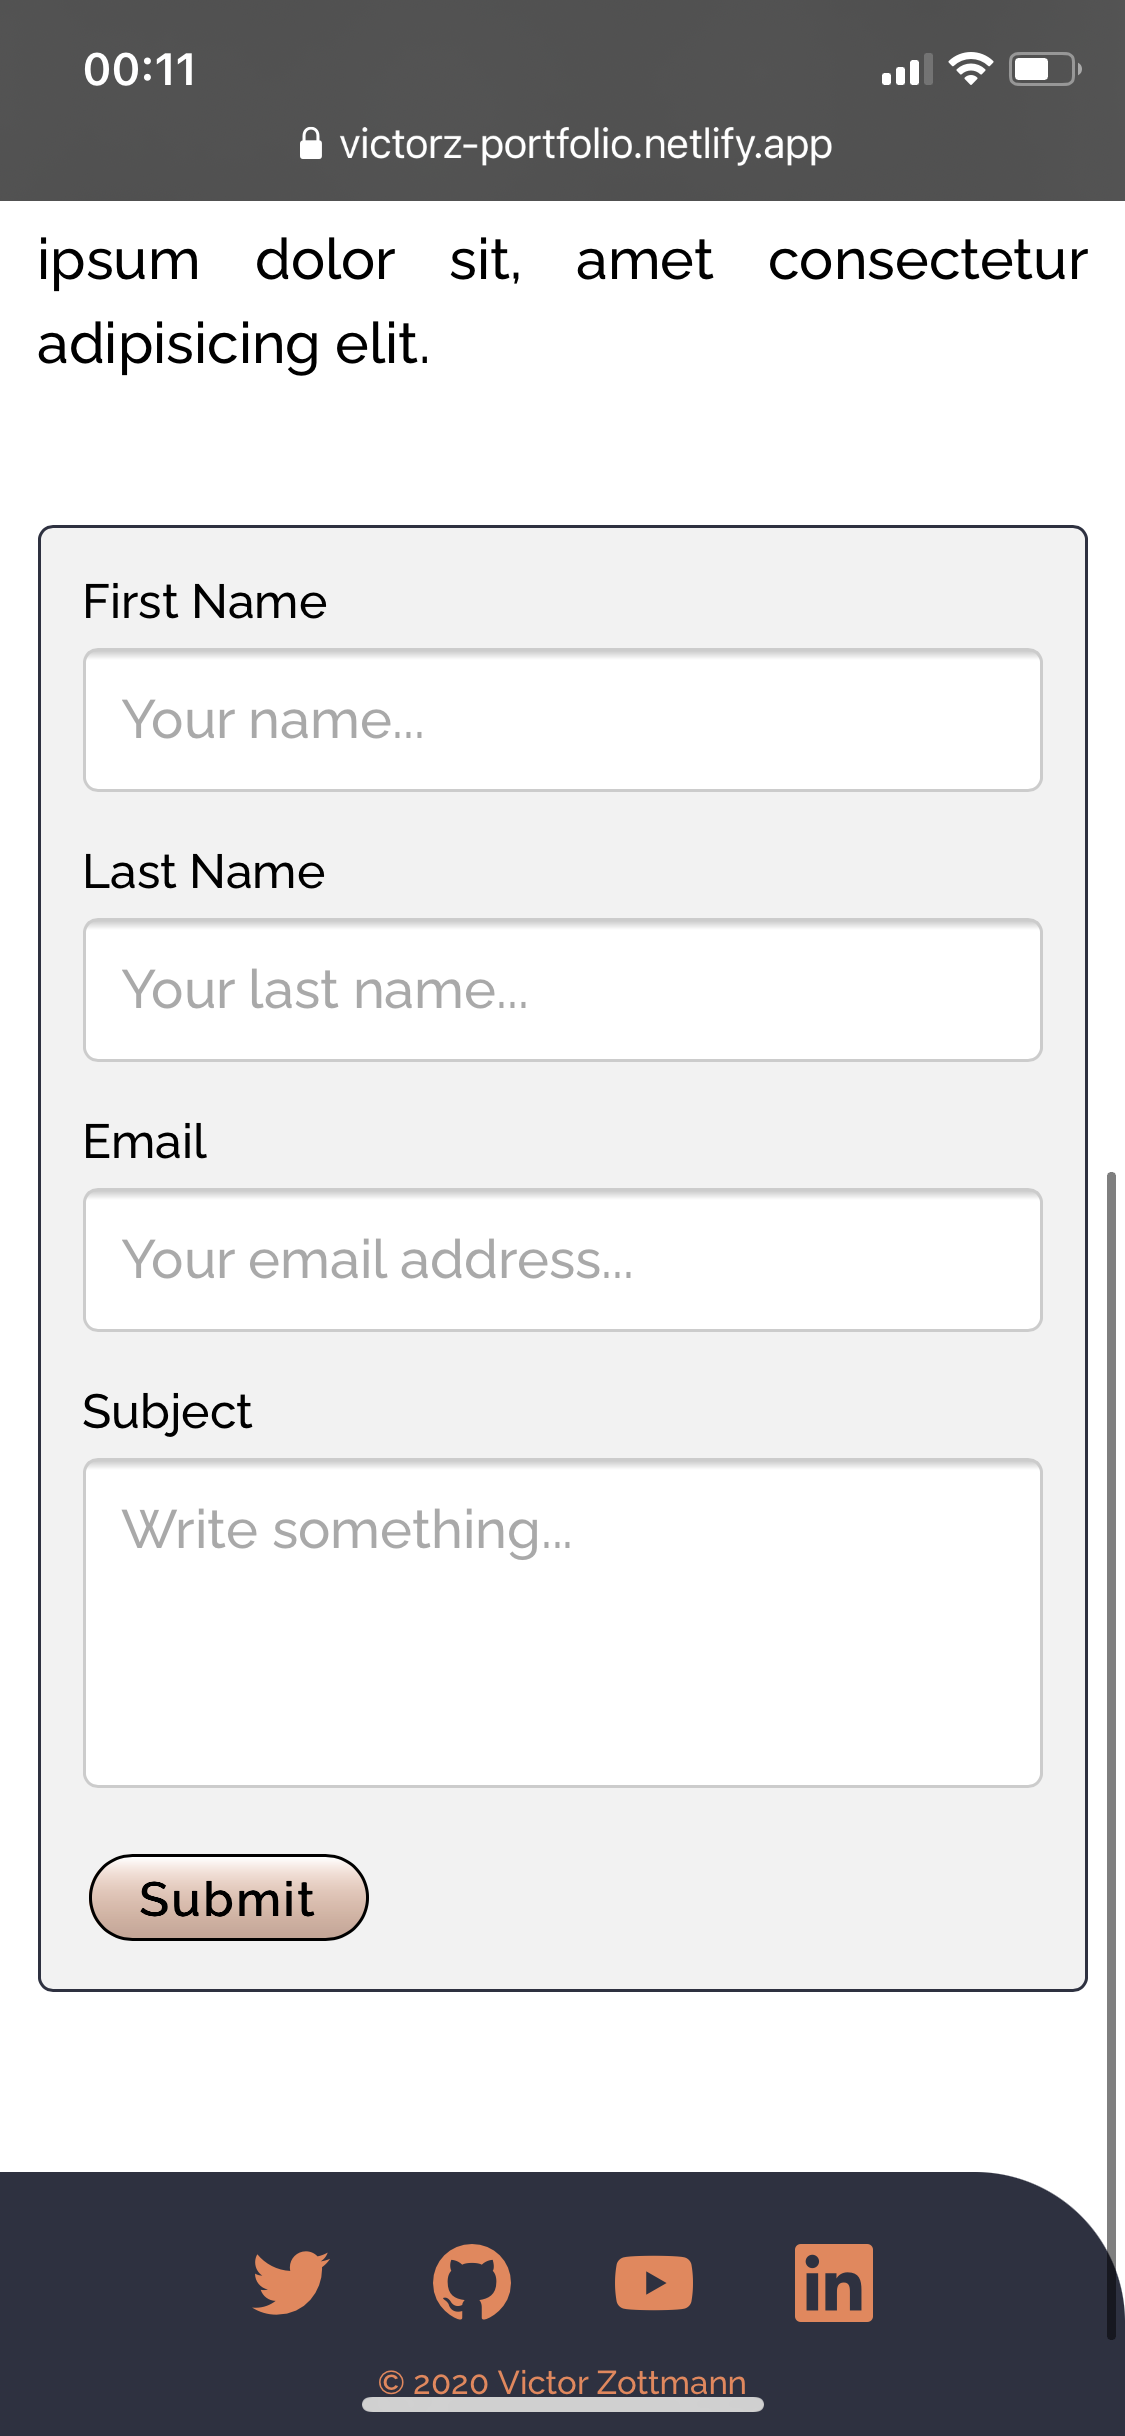 00:11
victorz-portfolio.netlify.app
ipsum dolor sit, amet consectetur
adipisicing elit.
First Name
Your name...
Last Name
Your last name...
Email
Your email address...
Subject
Write something...
Submit
in
© 2020 Victor Zottmann